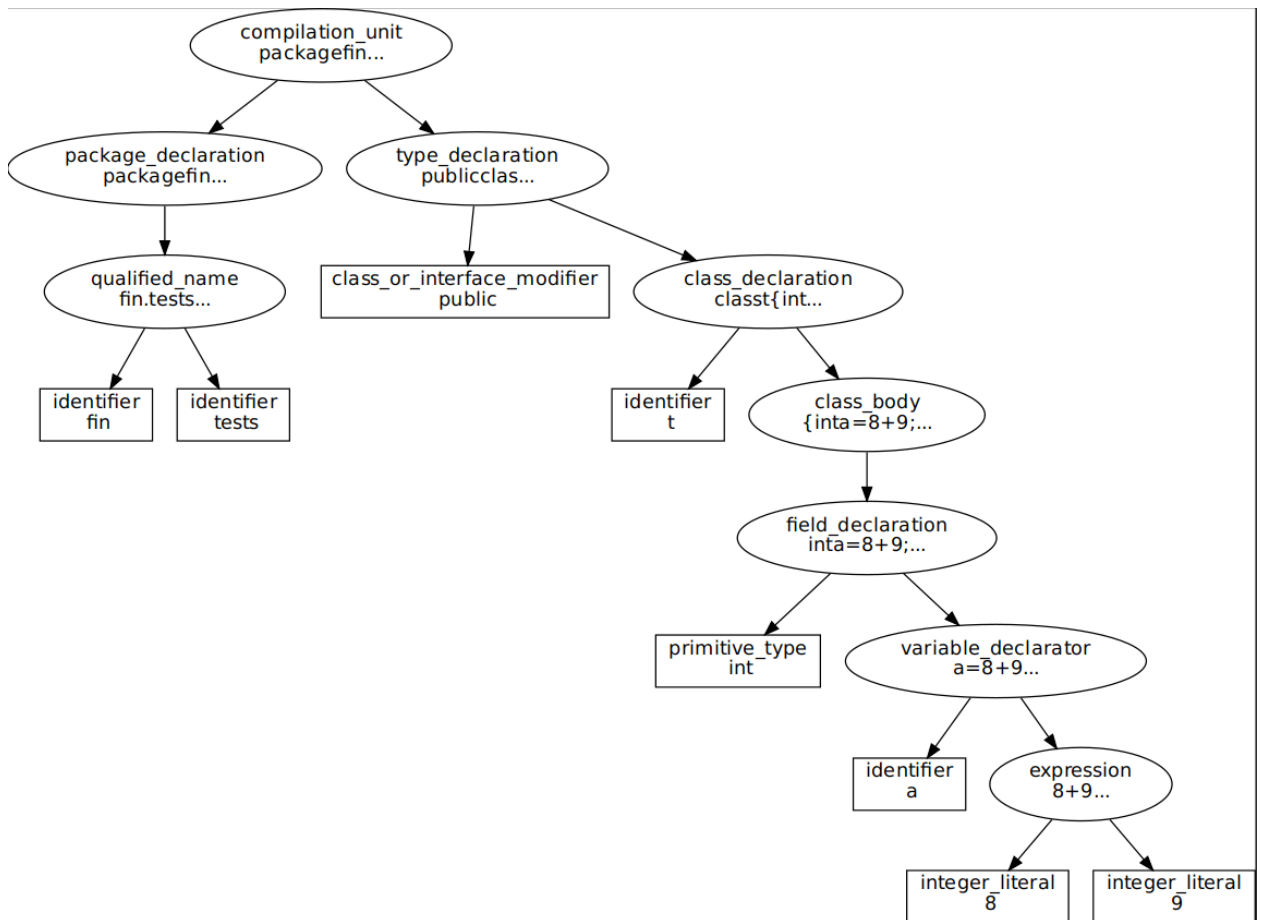 compilation_unit
packagefin...
package_declaration
packagefin...
type_declaration
publicclas...
qualified_name
fin.tests...
class_or_interface_modifier
public
class_declaration
classt{int...
identifier
fin
identifier
tests
identifier
t
class_body
{inta=8+9;...
field_declaration
inta=8+9;...
primitive_type
int
variable_declarator
a=8+9...
identifier
a
expression
8+9...
integer_literal
8
integer_literal
9